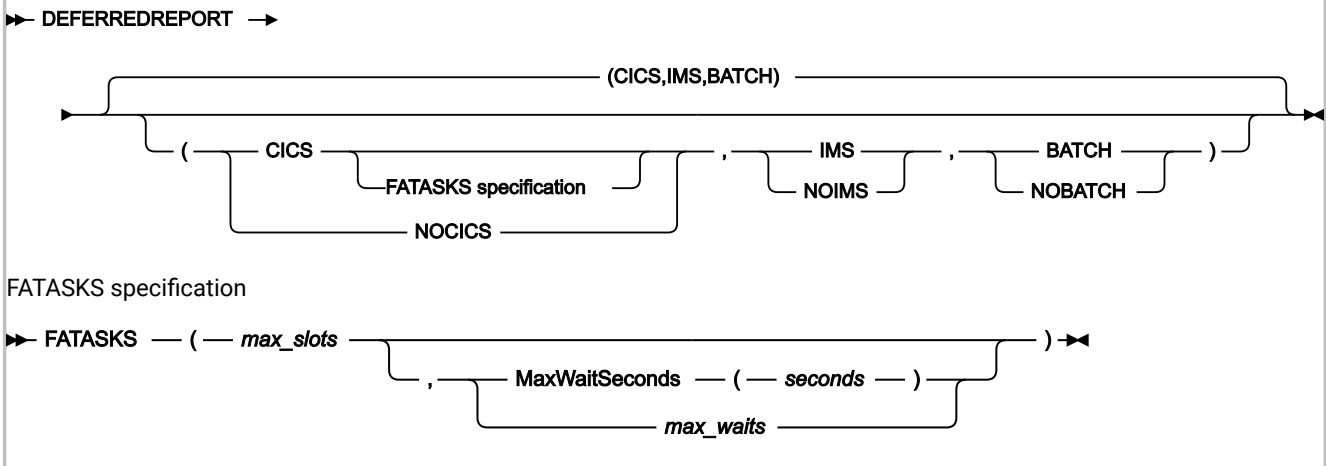 DEFERREDREPORT
(CICS,IMS,BATCH)
( CICS , IMS , BATCH )
FATASKS specification NOIMS NOBATCH
NOCICS
FATASKS specification
FATASKS ( max_slots )
, MaxWaitSeconds ( seconds )
max_waits